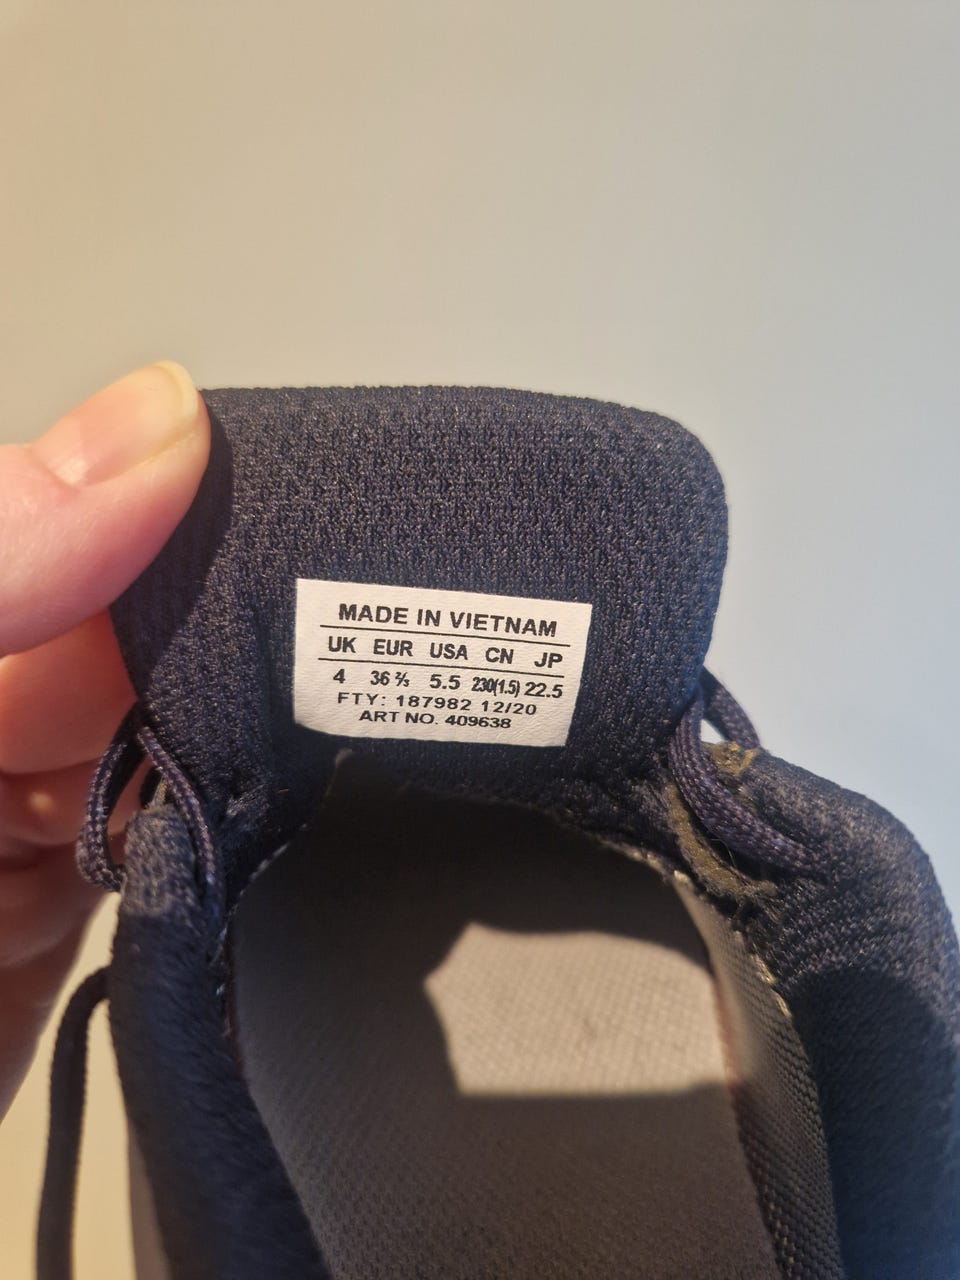 MADE IN VIETNAM
UK EUR USA CN JP
4 36 ⅔ 5.5 230(1.5) 22.5
FTY: 187982 12/20
ART NO. 409638